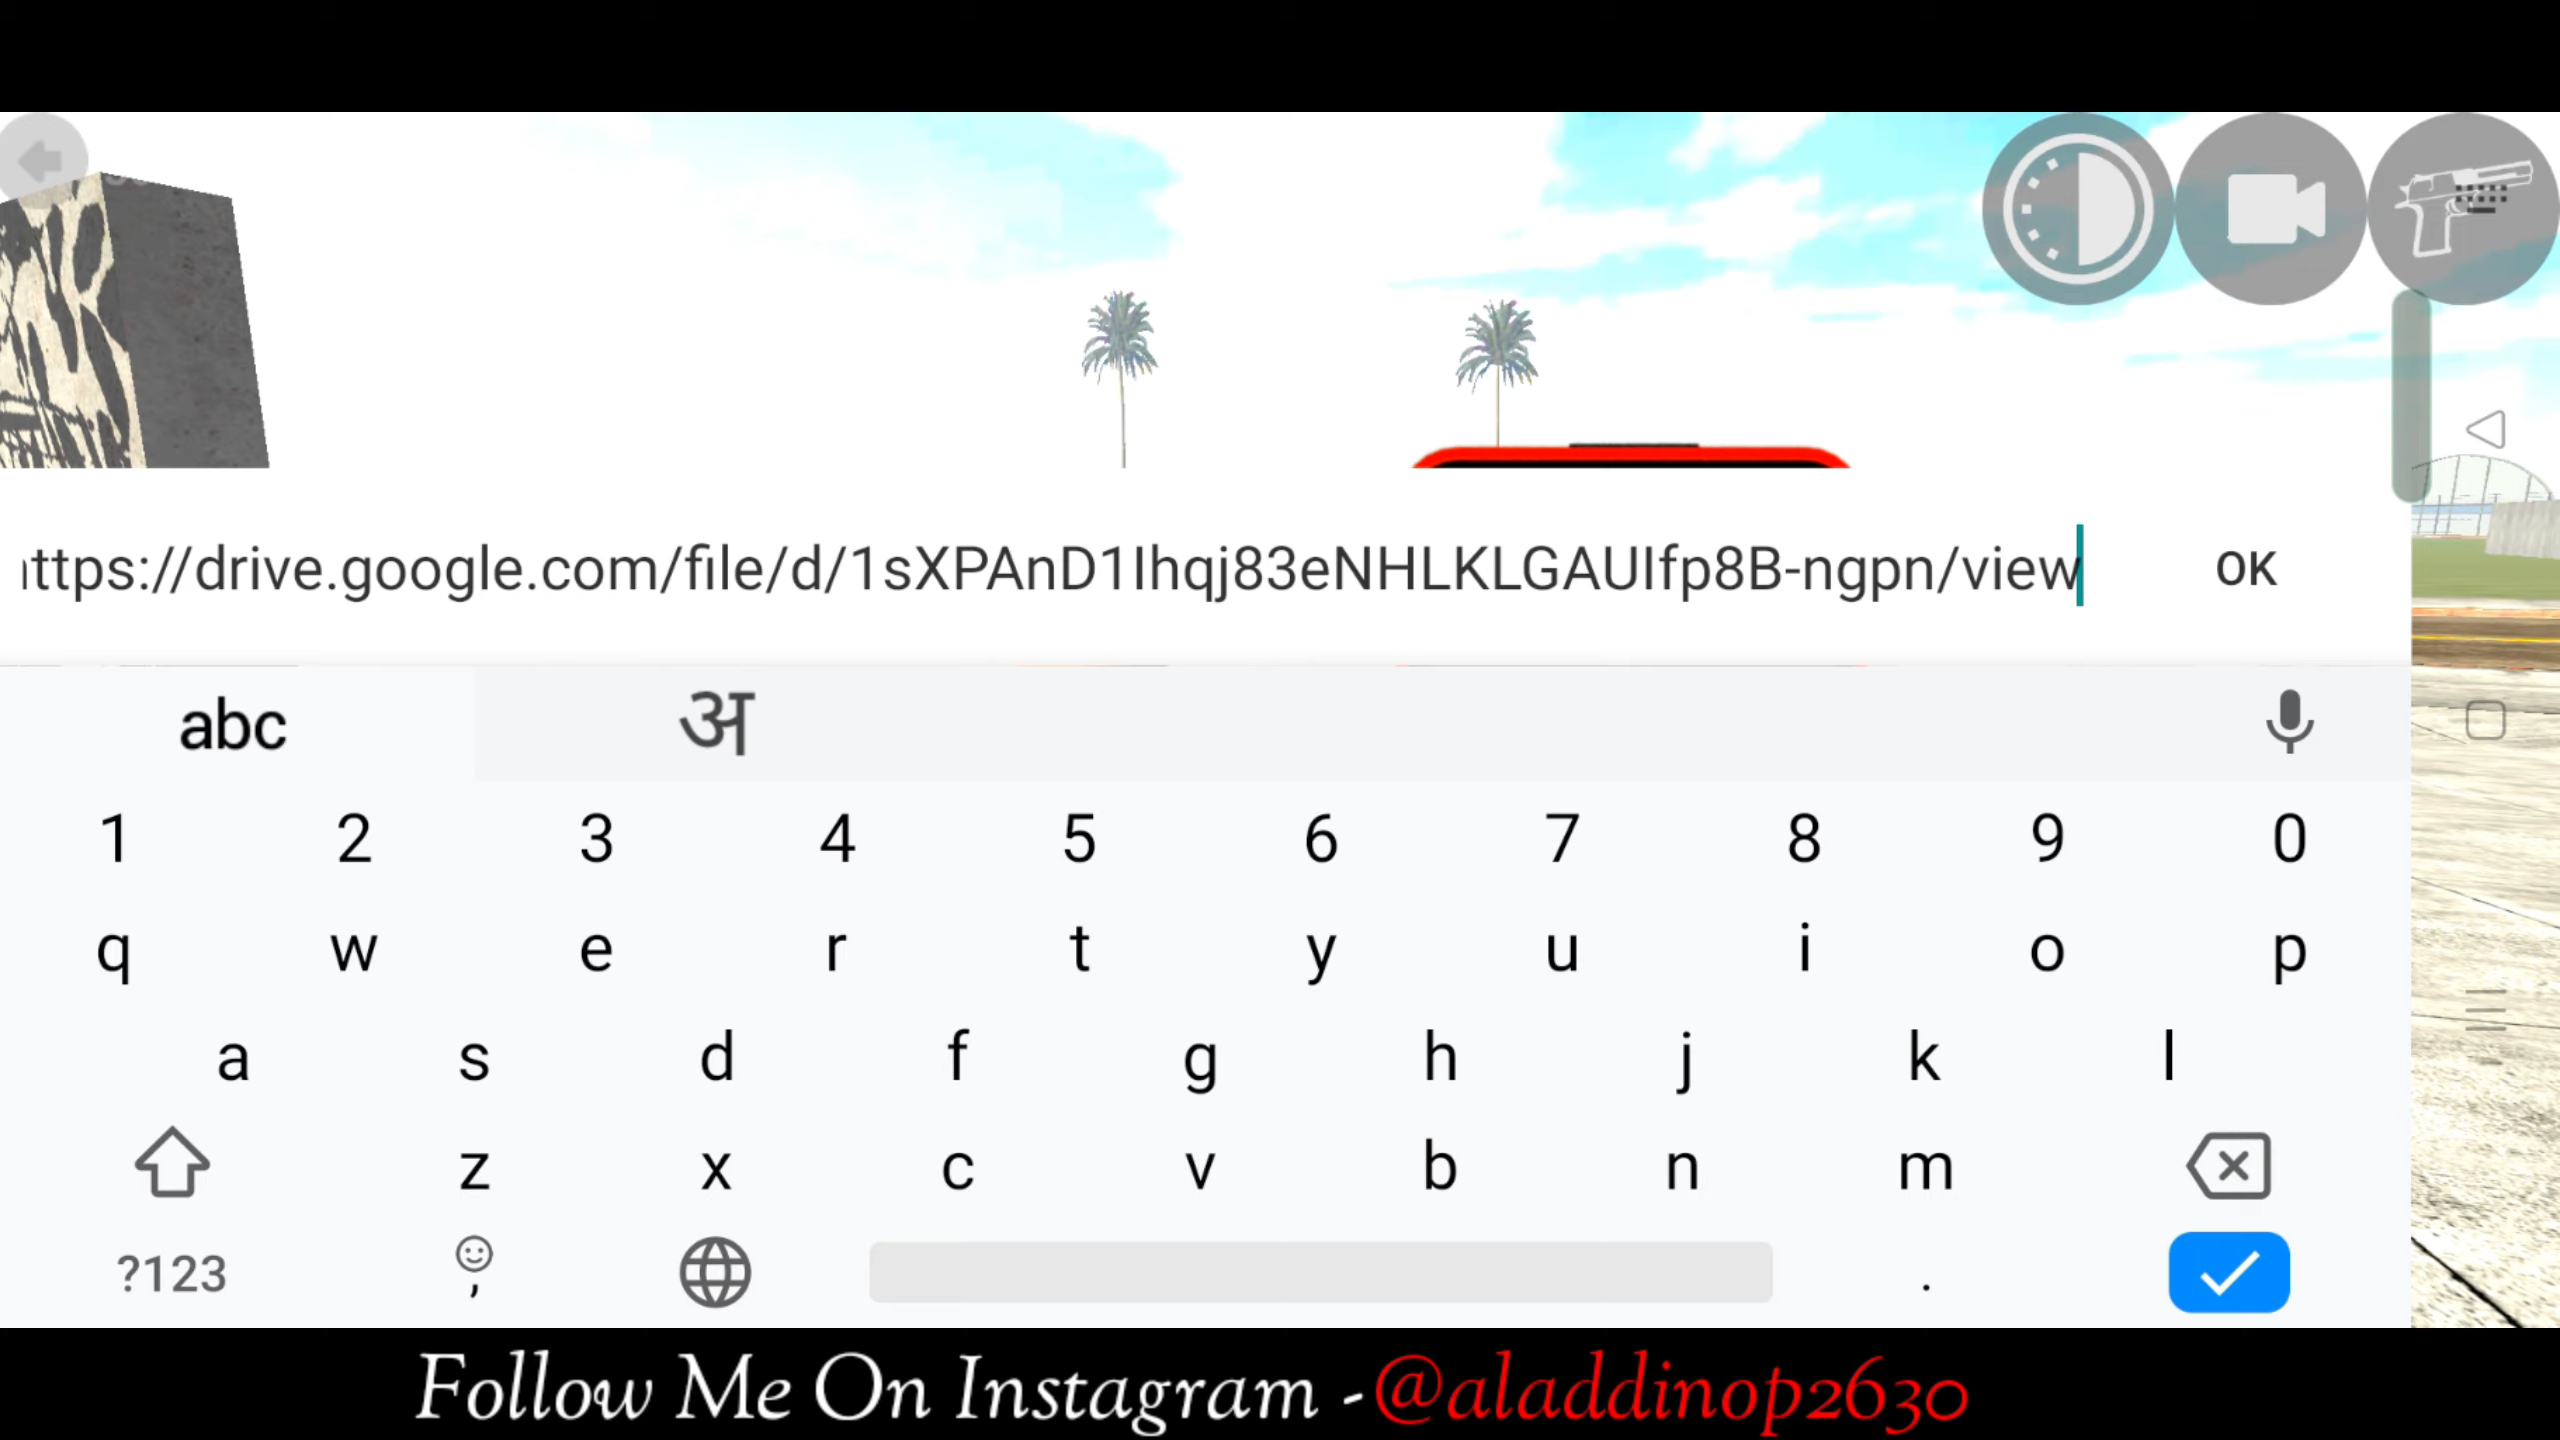 ttps://drive.google.com/file/d/1sXPAnD1Ihqj83eNHLKLGAUIfp8B-ngpn/view
OK
abc अ
1 2 3 4 5 6 7 8 9 0
q w e r t y u i o p
a s d f g h j k l
z x c v b n m
?123 , .
Follow Me On Instagram - @aladdinop2630